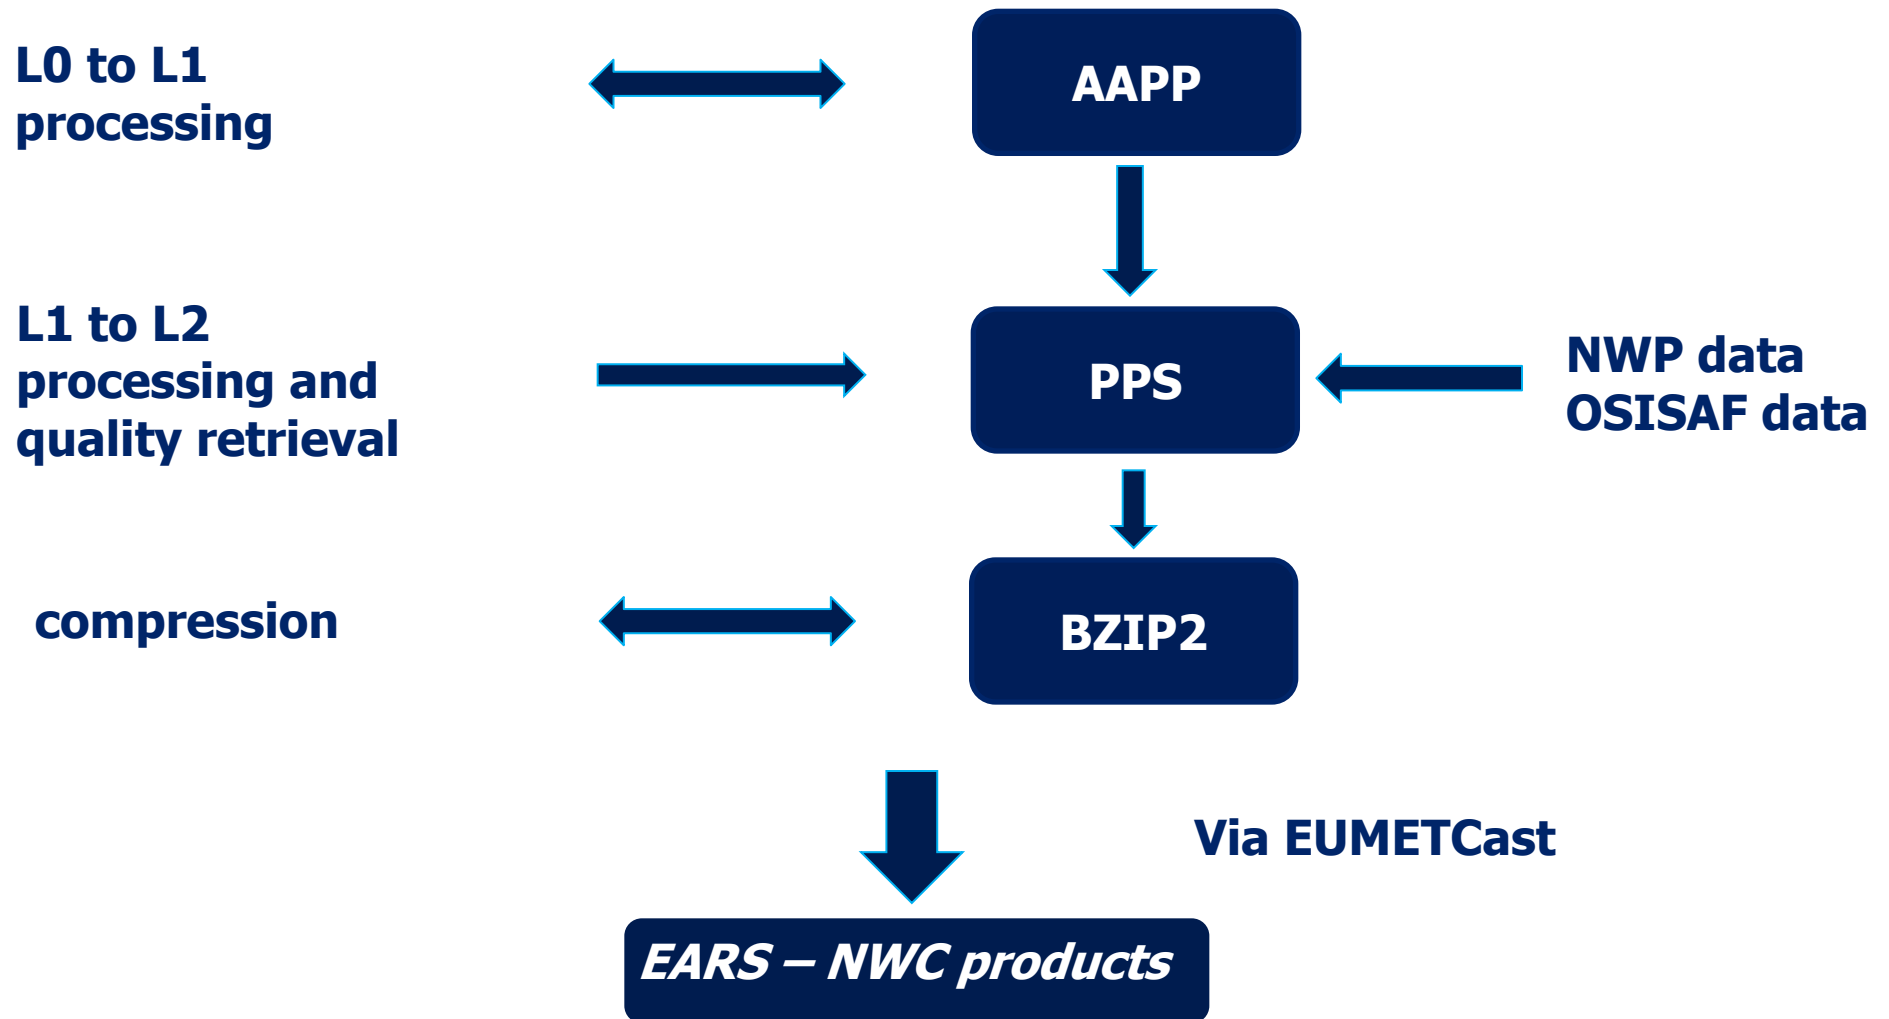 L0 to L1
processing
AAPP
L1 to L2
processing and
quality retrieval
PPS
NWP data
OSISAF data
compression
BZIP2
Via EUMETCast
EARS – NWC products